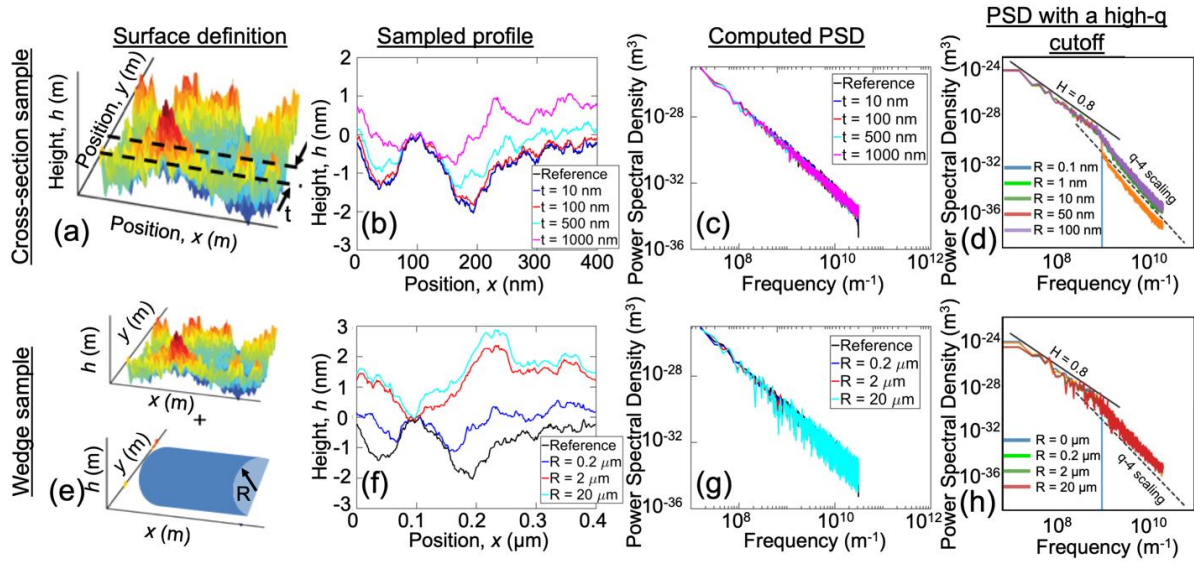 Surface definition
Sampled profile
Computed PSD
PSD with a high-q
cutoff
Cross-section sample
Height, h (m)
Position, y (m)
Position, x (m)
t
(a)
Height, h (nm)
2
1
0
-1
-2
-3
Reference
t = 10 nm
t = 100 nm
t = 500 nm
t = 1000 nm
(b)
0 100 200 300 400
Position, x (nm)
Power Spectral Density (m³)
10-24
10-28
10-32
10-36
Reference
t = 10 nm
t = 100 nm
t = 500 nm
t = 1000 nm
(c)
10⁸ 10¹⁰ 10¹²
Frequency (m⁻¹)
Power Spectral Density (m³)
10-24
10-28
10-32
10-36
H = 0.8
q-4 scaling
R = 0.1 nm
R = 1 nm
R = 10 nm
R = 50 nm
R = 100 nm
(d)
10⁸ 10¹⁰
Frequency (m⁻¹)
Wedge sample
h (m)
y (m)
x (m)
+
h (m)
y (m)
R
x (m)
(e)
Height, h (nm)
3
2
1
0
-1
-2
-3
Reference
R = 0.2 μm
R = 2 μm
R = 20 μm
(f)
0 0.1 0.2 0.3 0.4
Position, x (μm)
Power Spectral Density (m³)
10-24
10-28
10-32
10-36
Reference
R = 0.2 μm
R = 2 μm
R = 20 μm
(g)
10⁸ 10¹⁰ 10¹²
Frequency (m⁻¹)
Power Spectral Density (m³)
10-24
10-28
10-32
10-36
H = 0.8
q-4 scaling
R = 0 μm
R = 0.2 μm
R = 2 μm
R = 20 μm
(h)
10⁸ 10¹⁰
Frequency (m⁻¹)